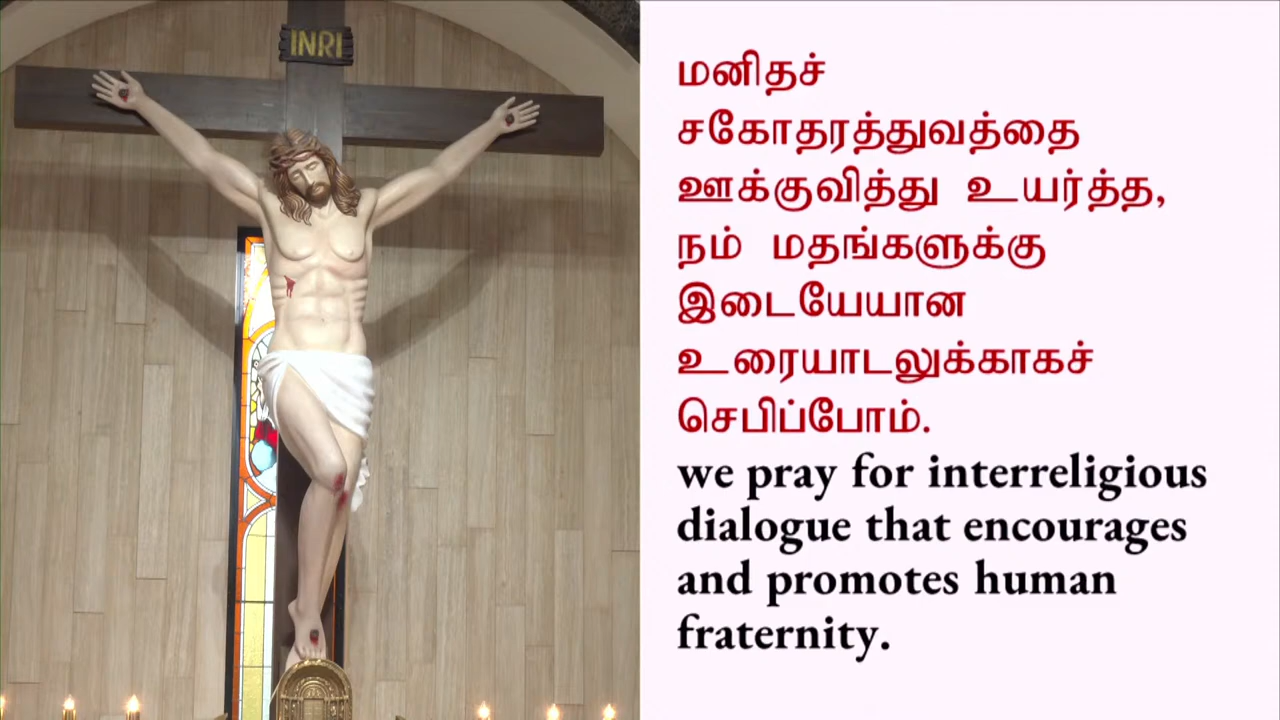 INRI
மனிதச்
சகோதரத்துவத்தை
ஊக்குவித்து உயர்த்த,
நம் மதங்களுக்கு
இடையேயான
உரையாடலுக்காகச்
செபிப்போம்.
we pray for interreligious
dialogue that encourages
and promotes human
fraternity.